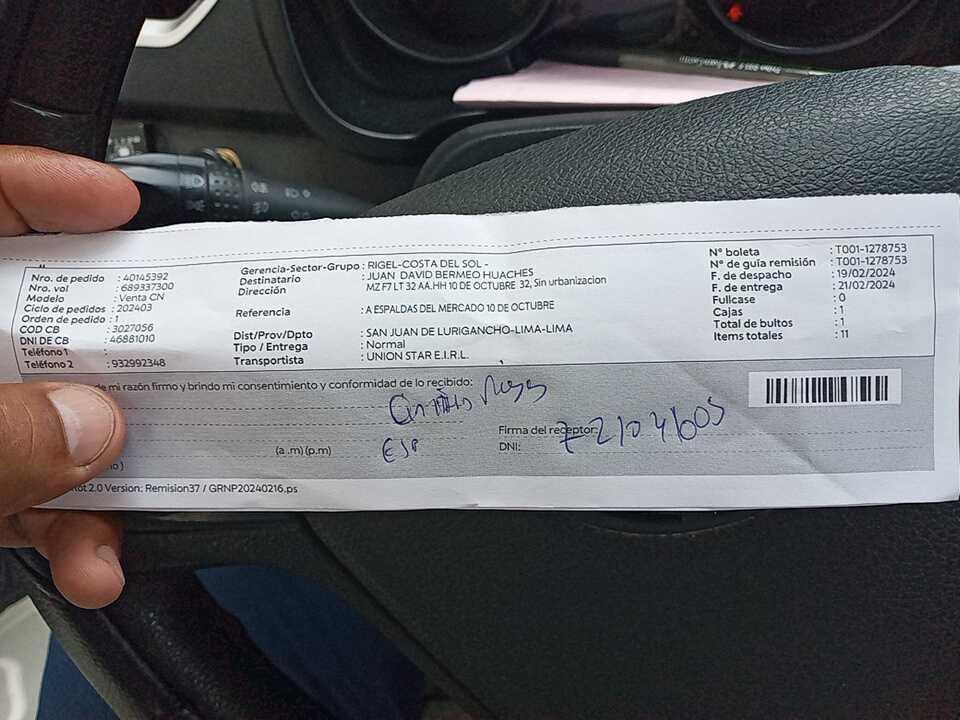 Nro. de pedido : 40145392
Nro. vol : 689337300
Modelo : Venta CN
Ciclo de pedidos : 202403
Orden de pedido : 1
COD CB : 3027056
DNI DE CB : 46881010
Teléfono 1 :
Teléfono 2 : 932992348
Gerencia-Sector-Grupo : RIGEL-COSTA DEL SOL -
Destinatario : JUAN DAVID BERMEO HUACHES
Dirección : MZ F7 LT 32 AA.HH 10 DE OCTUBRE 32, Sin urbanizacion
Referencia : A ESPALDAS DEL MERCADO 10 DE OCTUBRE
Dist/Prov/Dpto : SAN JUAN DE LURIGANCHO-LIMA-LIMA
Tipo / Entrega : Normal
Transportista : UNION STAR E.I.R.L.
N° boleta : T001-1278753
N° de guía remisión : T001-1278753
F. de despacho : 19/02/2024
F. de entrega : 21/02/2024
Fullcase : 0
Cajas : 1
Total de bultos : 1
Items totales : 11
de mi razón firmo y brindo mi consentimiento y conformidad de lo recibido:
Firma del receptor:
(a .m) (p.m)
DNI: 72104605
2.0 Version: Remision37 / GRNP20240216.ps